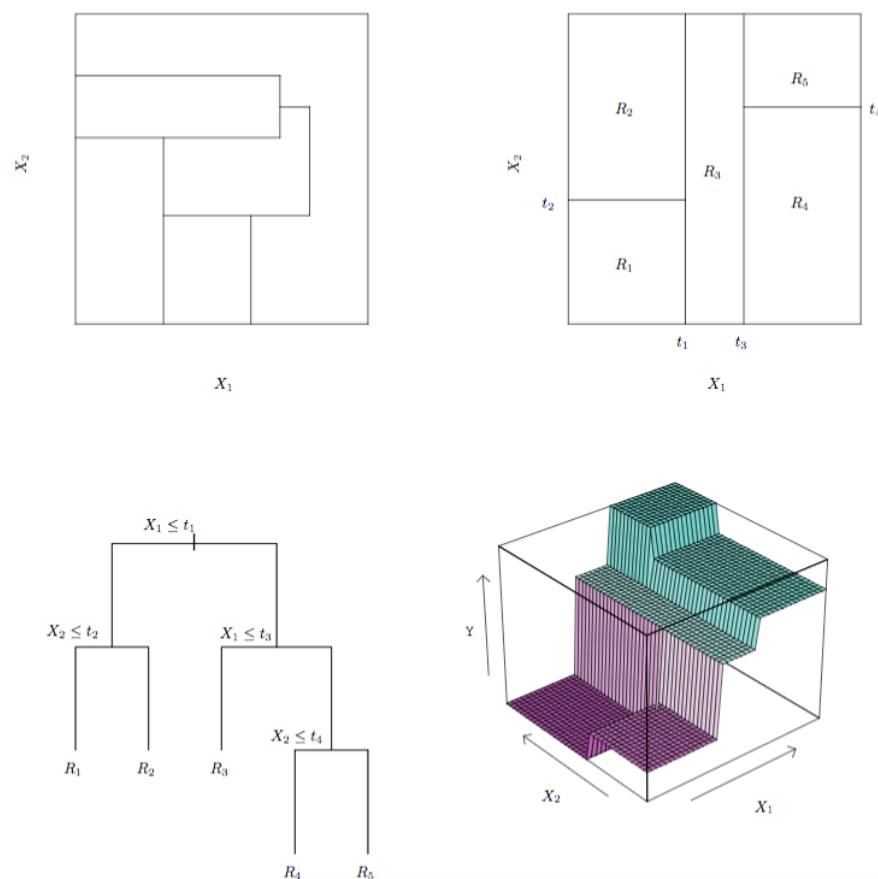 X₂
X₁
X₂
R₂
R₅
t₄
R₃
t₂
R₄
R₁
t₁
t₃
X₁
X₁ ≤ t₁
X₂ ≤ t₂
X₁ ≤ t₃
X₂ ≤ t₄
R₁
R₂
R₃
R₄
R₅
Y
X₂
X₁